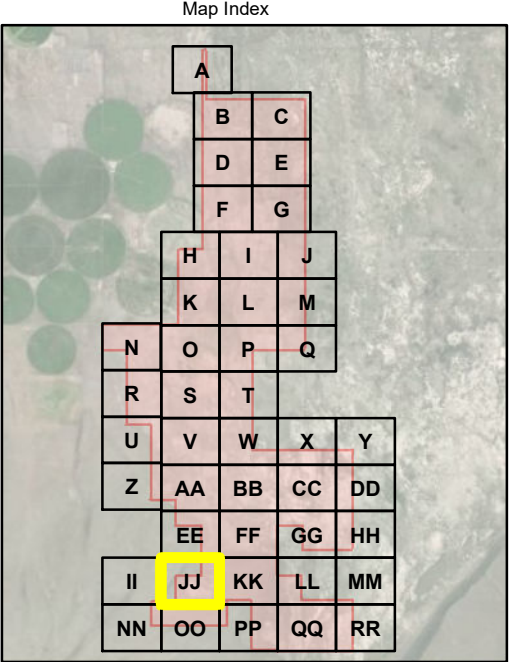 Map Index
A
B C
D E
F G
H I J
K L M
N O P Q
R S T
U V W X Y
Z AA BB CC DD
EE FF GG HH
II JJ KK LL MM
NN OO PP QQ RR